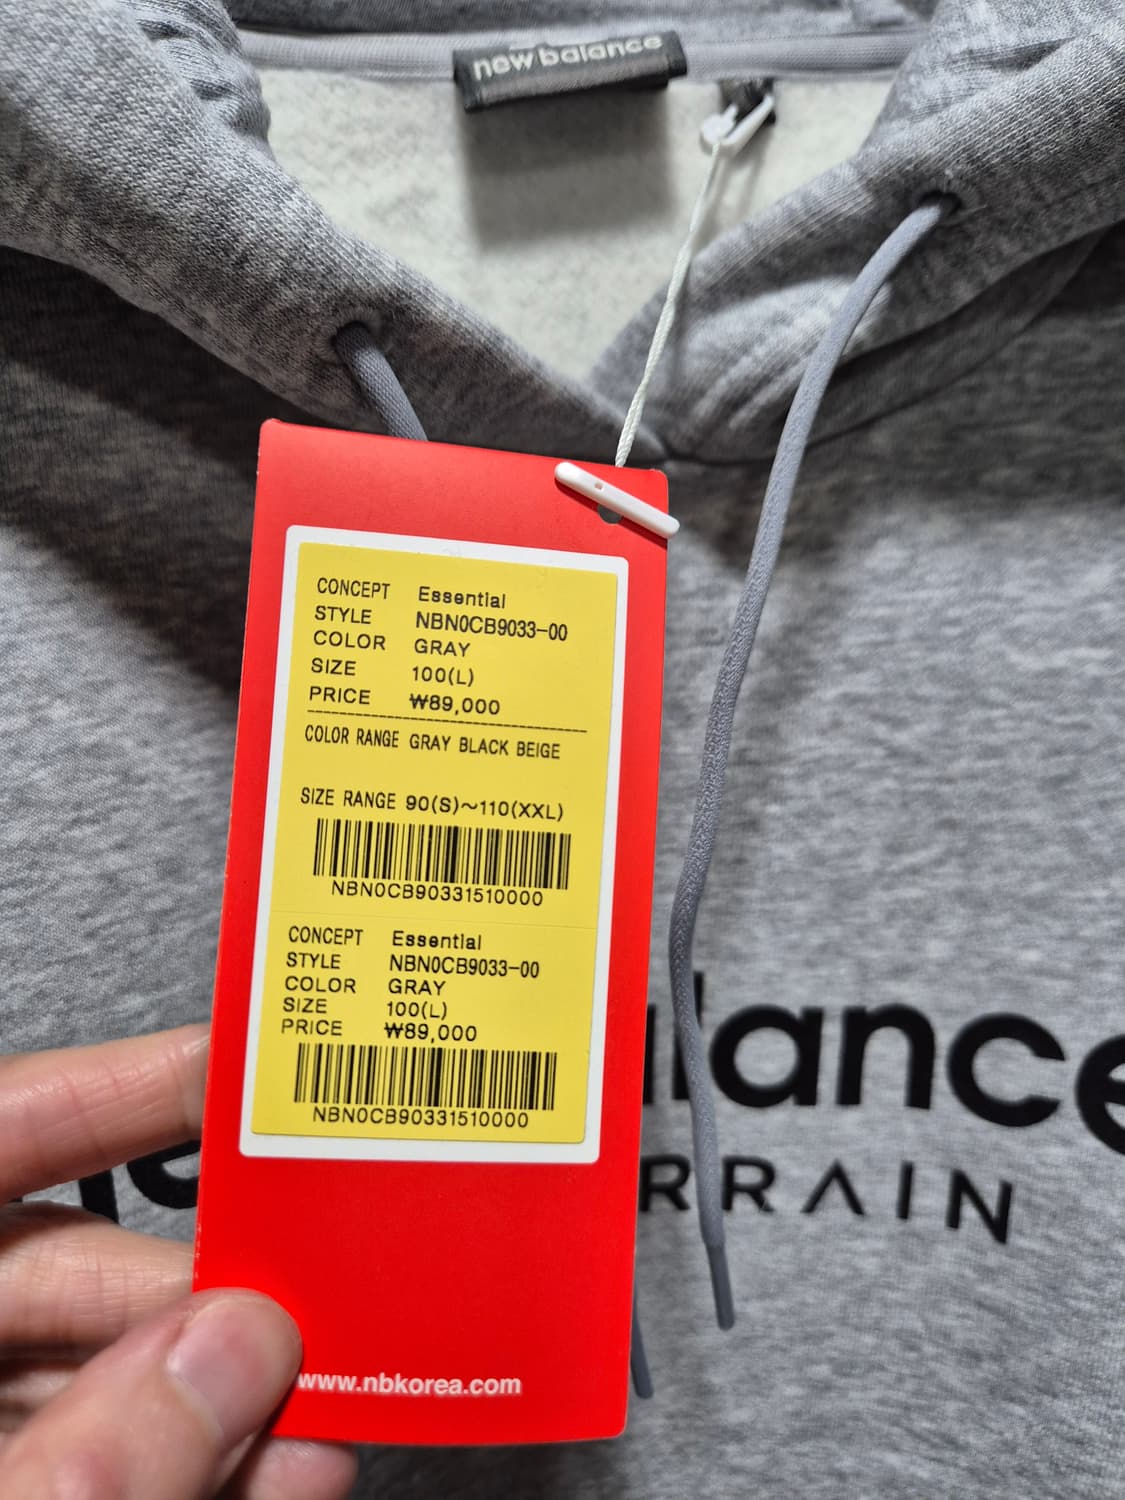 new balance
CONCEPT Essential
STYLE NBN0CB9033-00
COLOR GRAY
SIZE 100(L)
PRICE ₩89,000
COLOR RANGE GRAY BLACK BEIGE
SIZE RANGE 90(S)~110(XXL)
NBN0CB90331510000
CONCEPT Essential
STYLE NBN0CB9033-00
COLOR GRAY
SIZE 100(L)
PRICE ₩89,000
NBN0CB90331510000
www.nbkorea.com
lance
RRAIN